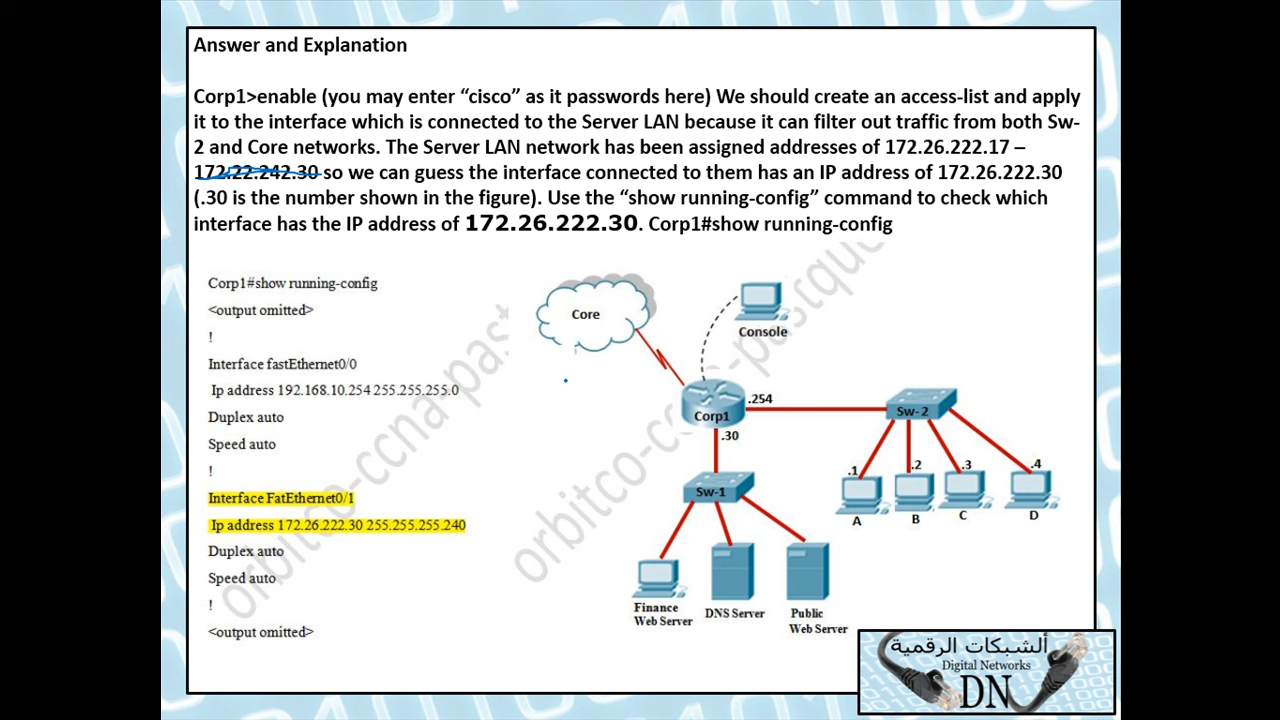 Answer and Explanation
Corp1>enable (you may enter “cisco” as it passwords here) We should create an access-list and apply
it to the interface which is connected to the Server LAN because it can filter out traffic from both Sw-
2 and Core networks. The Server LAN network has been assigned addresses of 172.26.222.17 –
172.22.242.30 so we can guess the interface connected to them has an IP address of 172.26.222.30
(.30 is the number shown in the figure). Use the “show running-config” command to check which
interface has the IP address of 172.26.222.30. Corp1#show running-config
Corp1#show running-config
<output omitted>
!
Interface fastEthernet0/0
Ip address 192.168.10.254 255.255.255.0
Duplex auto
Speed auto
!
Interface FatEthernet0/1
Ip address 172.26.222.30 255.255.255.240
Duplex auto
Speed auto
!
<output omitted>
Core
Console
Corp1
.254
.30
Sw-2
Sw-1
.1
.2
.3
.4
A
B
C
D
Finance
Web Server
DNS Server
Public
Web Server
ألشبكات الرقمية
Digital Networks
DN